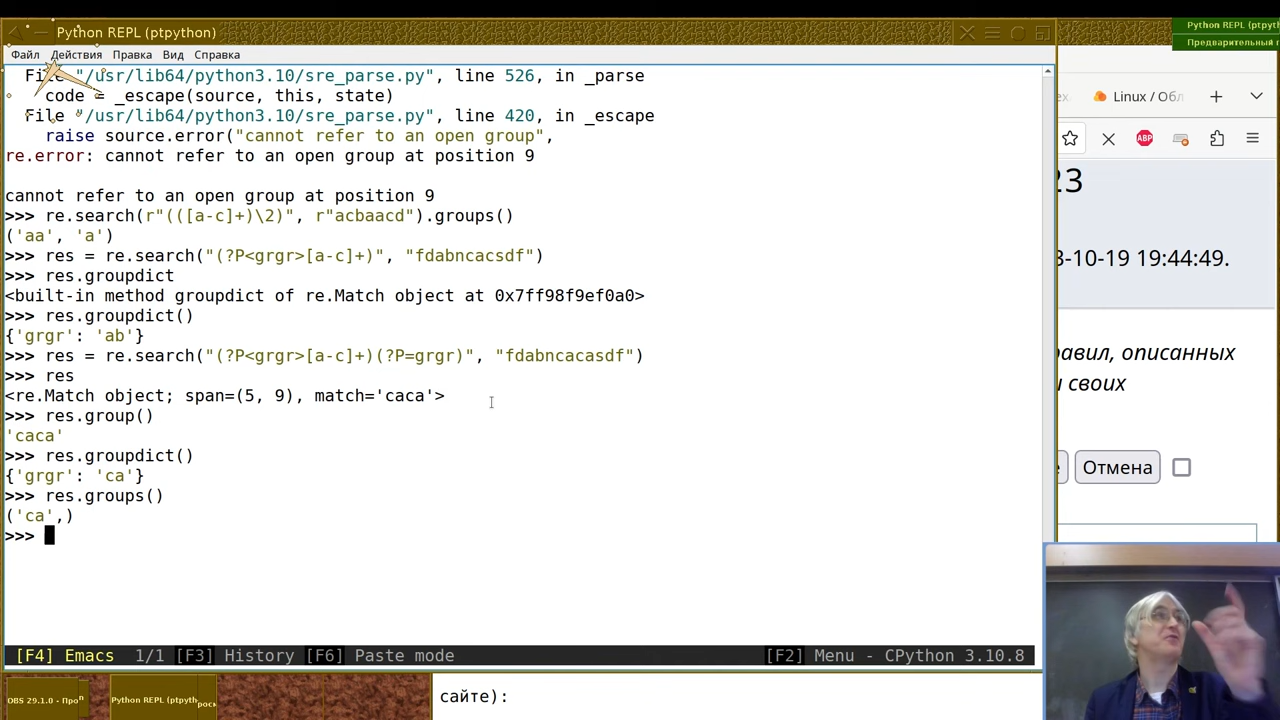 Python REPL (ptpython)
Файл Действия Правка Вид Справка
File "/usr/lib64/python3.10/sre_parse.py", line 526, in _parse
code = _escape(source, this, state)
File "/usr/lib64/python3.10/sre_parse.py", line 420, in _escape
raise source.error("cannot refer to an open group",
re.error: cannot refer to an open group at position 9
cannot refer to an open group at position 9
>>> re.search(r"(([a-c]+)\2)", r"acbaacd").groups()
('aa', 'a')
>>> res = re.search("(?P<grgr>[a-c]+)", "fdabncacsdf")
>>> res.groupdict
<built-in method groupdict of re.Match object at 0x7ff98f9ef0a0>
>>> res.groupdict()
{'grgr': 'ab'}
>>> res = re.search("(?P<grgr>[a-c]+)(?P=grgr)", "fdabncacasdf")
>>> res
<re.Match object; span=(5, 9), match='caca'>
>>> res.group()
'caca'
>>> res.groupdict()
{'grgr': 'ca'}
>>> res.groups()
('ca',)
>>>
[F4] Emacs 1/1 [F3] History [F6] Paste mode [F2] Menu - CPython 3.10.8
Python REPL (ptpython)
Предварительный
Linux / Обл
ABP
23
-10-19 19:44:49.
равил, описанных
своих
Отмена
DBS 29.1.0 - Про
Python REPL (ptpyth
сайте):